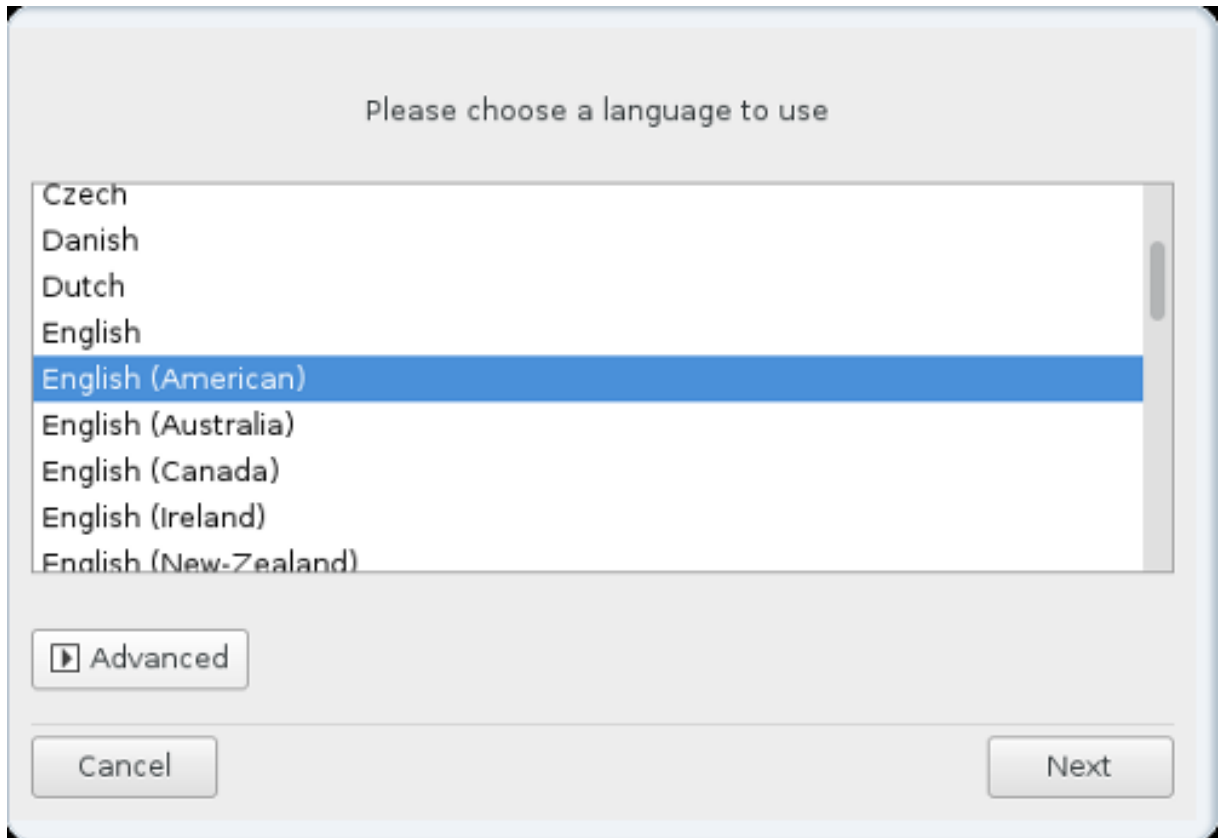 Please choose a language to use
Czech
Danish
Dutch
English
English (American)
English (Australia)
English (Canada)
English (Ireland)
English (New-Zealand)
Advanced
Cancel
Next